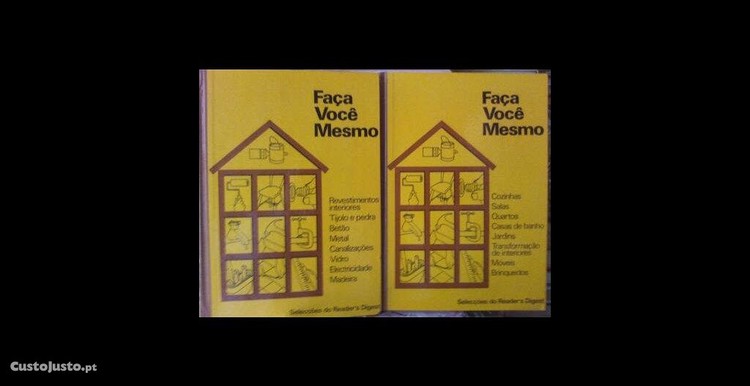 Faça
Você
Mesmo
Revestimentos
interiores
Tijolo e pedra
Betão
Metal
Canalizações
Vidro
Electricidade
Madeira
Selecções do Reader's Digest
Faça
Você
Mesmo
Cozinhas
Salas
Quartos
Casas de banho
Jardins
Transformação
de interiores
Móveis
Brinquedos
Selecções do Reader's Digest
CustoJusto.pt